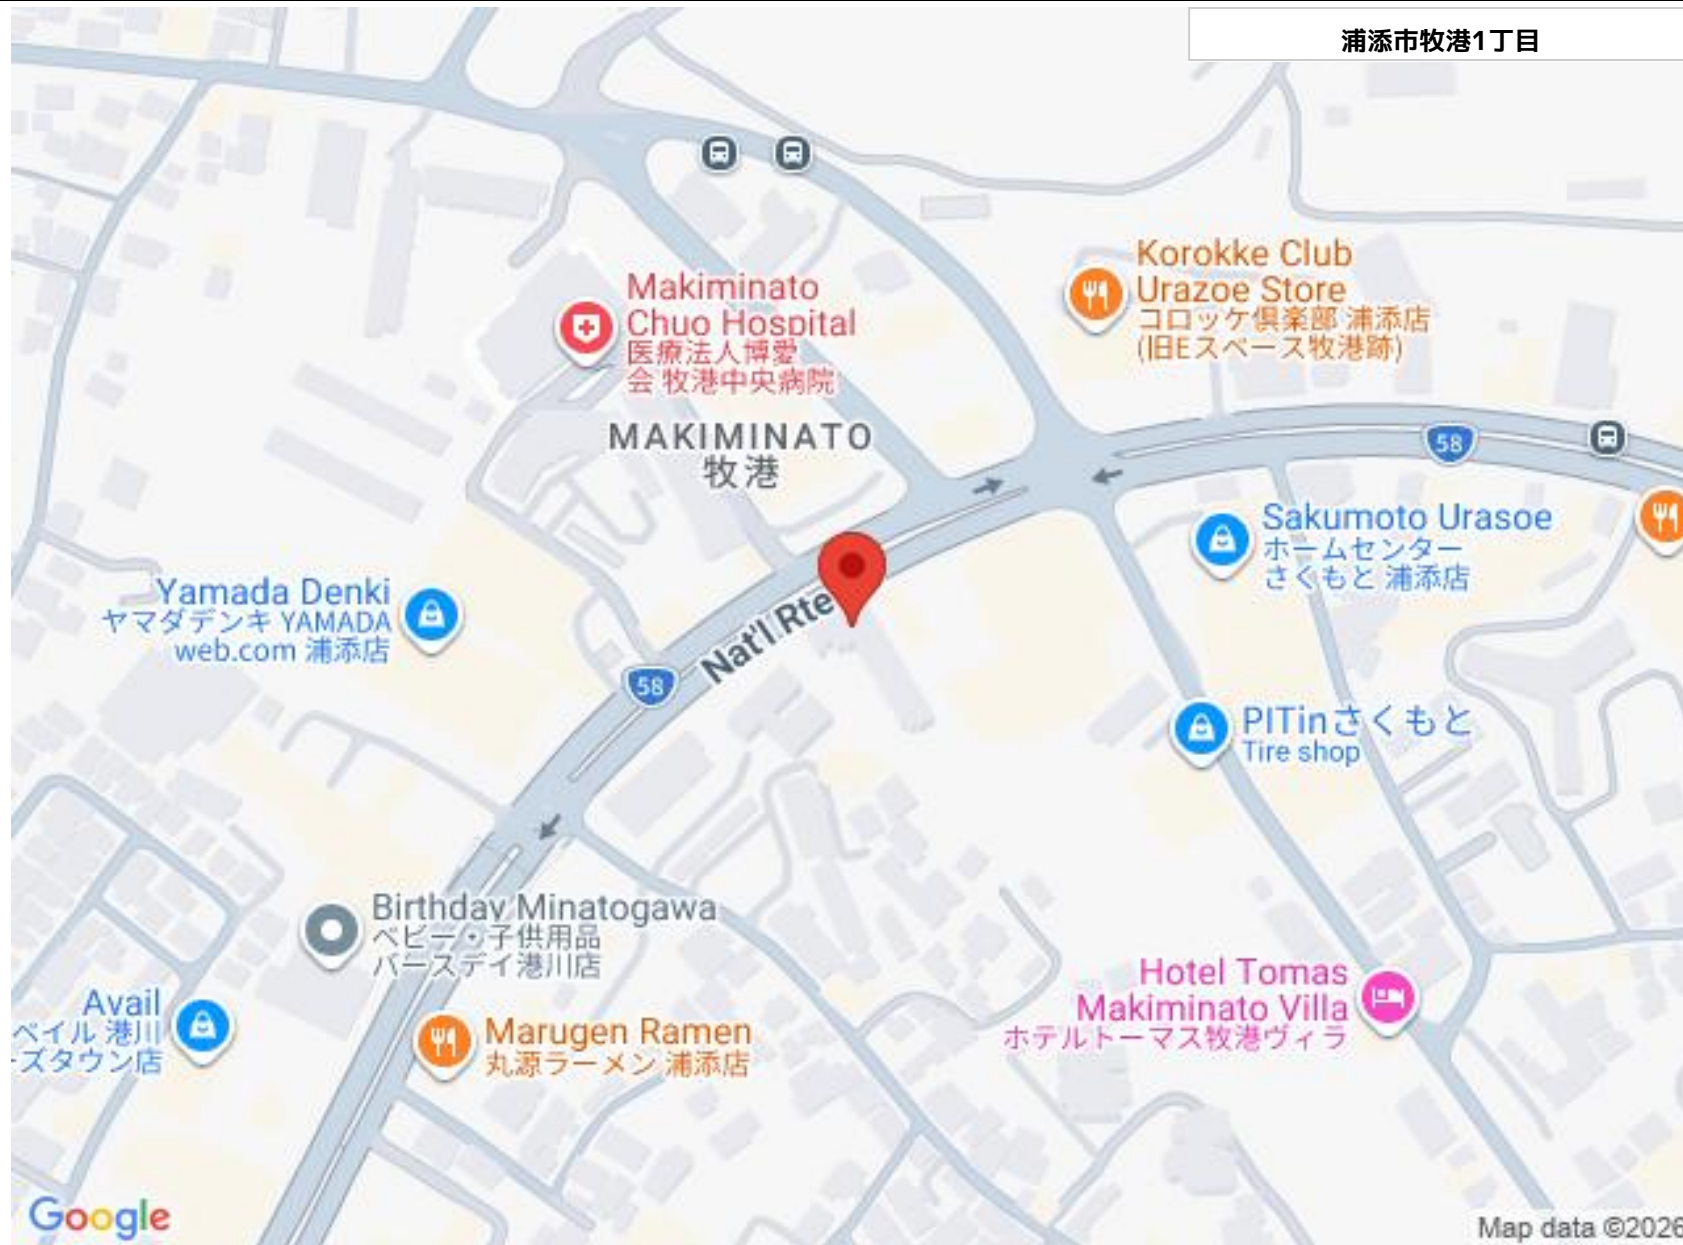 浦添市牧港1丁目
Korokke Club
Urazoe Store
コロッケ倶楽部 浦添店
(旧Eスペース牧港跡)
Makiminato
Chuo Hospital
医療法人博愛
会 牧港中央病院
MAKIMINATO
牧港
58
Sakumoto Urasoe
ホームセンター
さくもと 浦添店
Yamada Denki
ヤマダデンキ YAMADA
web.com 浦添店
Nat'l Rte
58
PITinさくもと
Tire shop
Birthday Minatogawa
ベビー・子供用品
バースデイ港川店
Hotel Tomas
Makiminato Villa
ホテルトーマス牧港ヴィラ
Avail
ベイル 港川
ーズタウン店
Marugen Ramen
丸源ラーメン 浦添店
Google
Map data ©2026